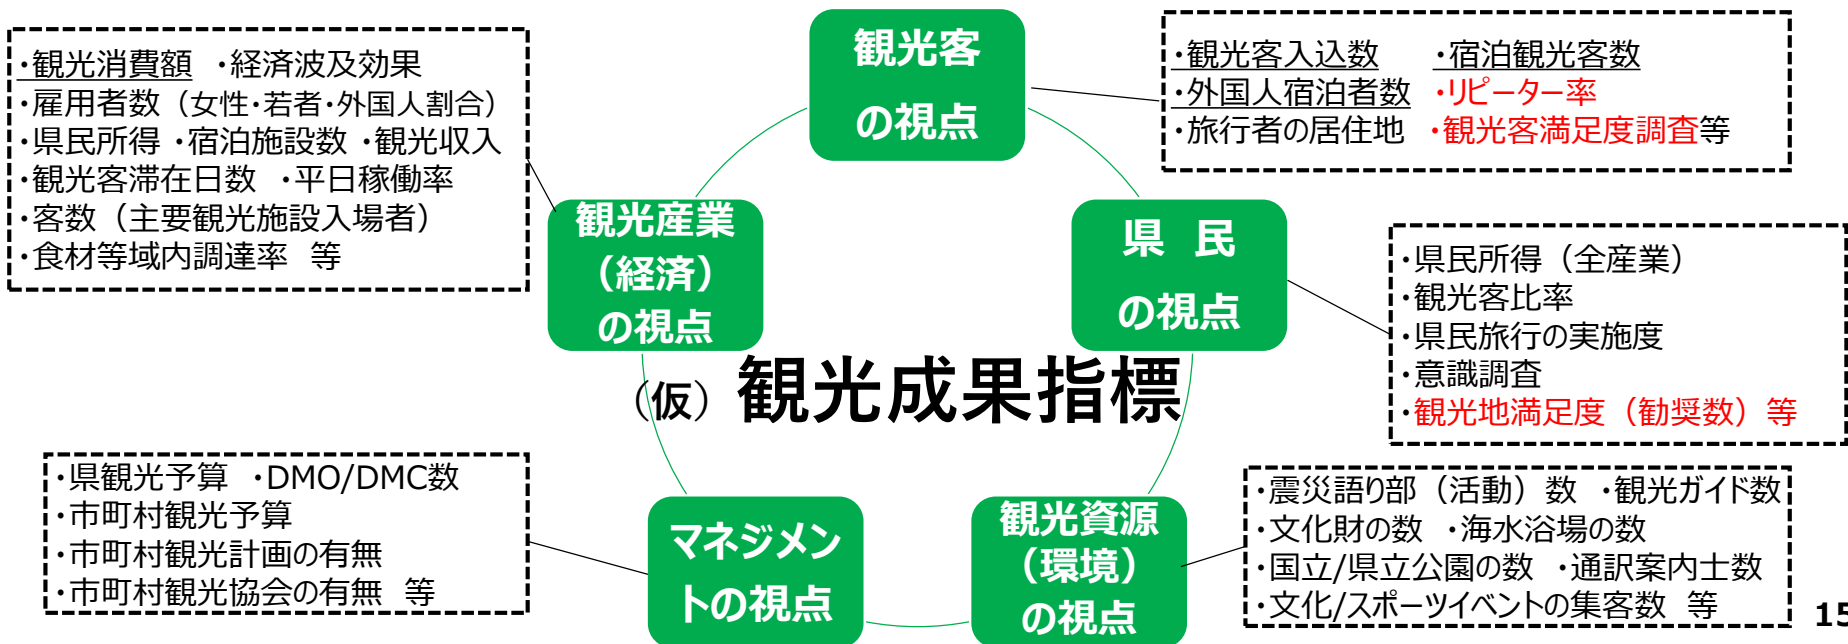 観光客
の視点
・観光客入込数 ・宿泊観光客数
・外国人宿泊者数 ・リピーター率
・旅行者の居住地 ・観光客満足度調査等
・観光消費額 ・経済波及効果
・雇用者数（女性・若者・外国人割合）
・県民所得 ・宿泊施設数 ・観光収入
・観光客滞在日数 ・平日稼働率
・客数（主要観光施設入場者）
・食材等域内調達率 等
観光産業
（経済）
の視点
県 民
の視点
・県民所得（全産業）
・観光客比率
・県民旅行の実施度
・意識調査
・観光地満足度（勧奨数）等
（仮）観光成果指標
・県観光予算 ・DMO/DMC数
・市町村観光予算
・市町村観光計画の有無
・市町村観光協会の有無 等
マネジメン
トの視点
観光資源
（環境）
の視点
・震災語り部（活動）数 ・観光ガイド数
・文化財の数 ・海水浴場の数
・国立/県立公園の数 ・通訳案内士数
・文化/スポーツイベントの集客数 等
15